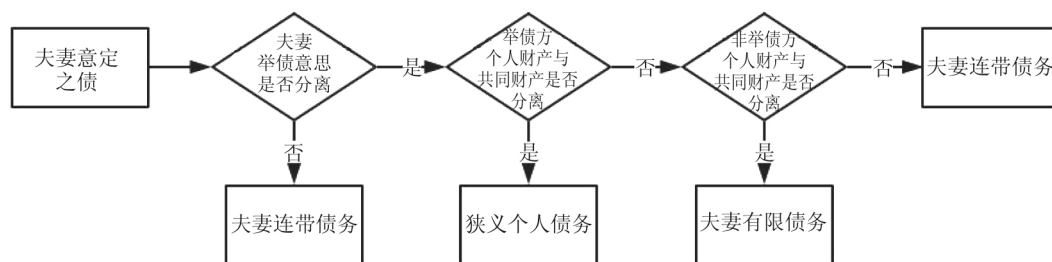 夫妻意定
之债
夫妻
举债意思
是否分离
是
举债方
个人财产与
共同财产是否
分离
否
非举债方
个人财产与
共同财产是否
分离
否
夫妻连带债务
否
是
是
夫妻连带债务
狭义个人债务
夫妻有限债务